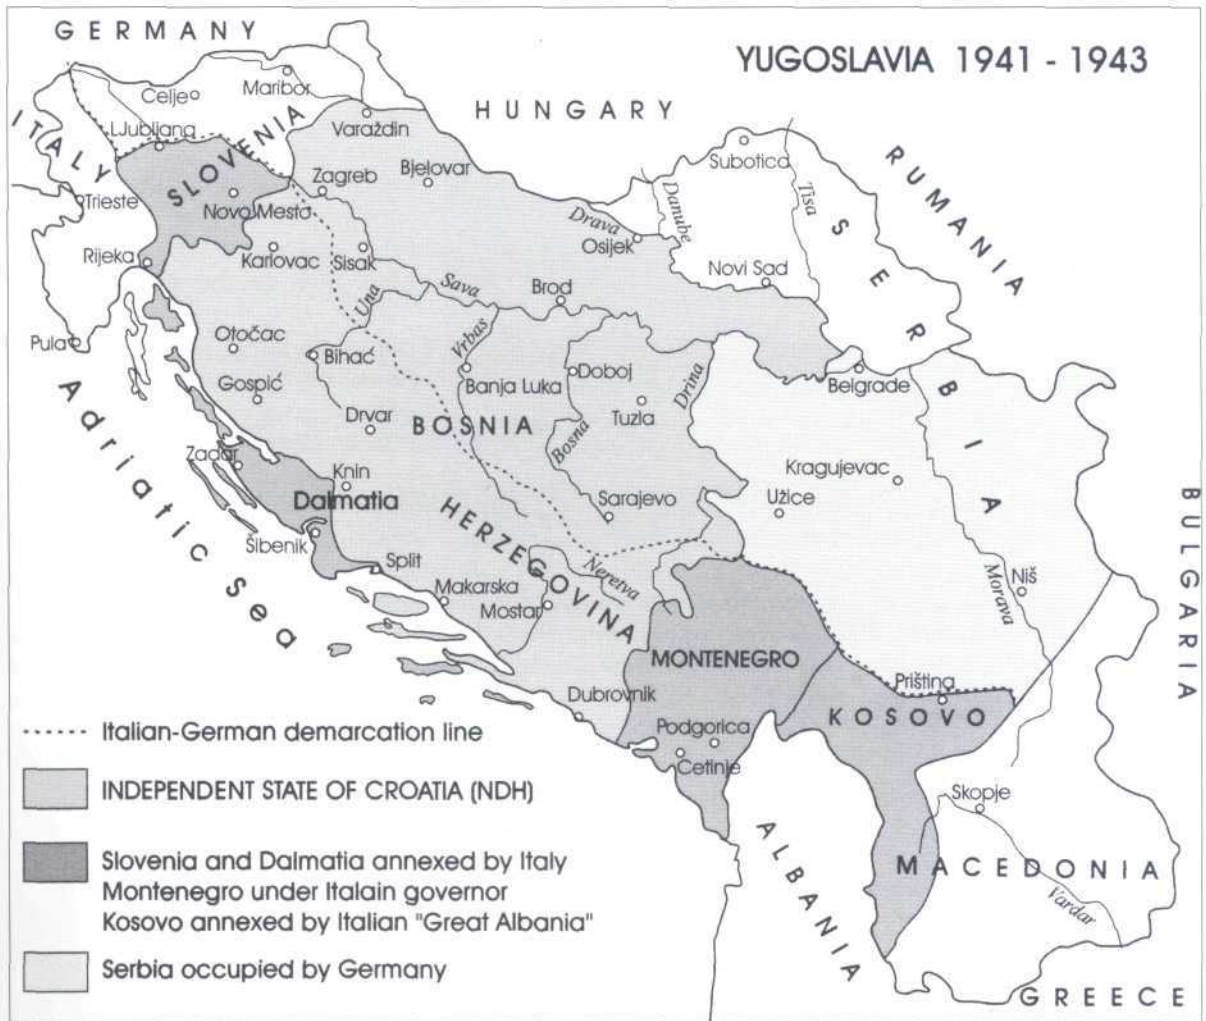 GERMANY
YUGOSLAVIA 1941 - 1943
HUNGARY
RUMANIA
ITALY
SLOVENIA
Celje
Maribor
LJubljana
Varaždin
Zagreb
Bjelovar
Subotica
Danube
Tisa
SERBIA
Trieste
Novo Mesto
Drava
Osijek
Rijeka
Karlovac
Sisak
Novi Sad
Una
Sava
Brod
Pula
Otočac
Bihać
Vrbas
Gospić
Banja Luka
Doboj
Drina
Belgrade
Drvar
BOSNIA
Tuzla
Bosna
Adriatic Sea
Zadar
Knin
Kragujevac
Dalmatia
HERZEGOVINA
Sarajevo
Užice
BULGARIA
Šibenik
Split
Neretva
Niš
Morava
Makarska
Mostar
MONTENEGRO
Dubrovnik
Priština
KOSOVO
Podgorica
Cetinje
Skopje
ALBANIA
MACEDONIA
Vardar
GREECE
Italian-German demarcation line
INDEPENDENT STATE OF CROATIA (NDH)
Slovenia and Dalmatia annexed by Italy
Montenegro under Italain governor
Kosovo annexed by Italian "Great Albania"
Serbia occupied by Germany